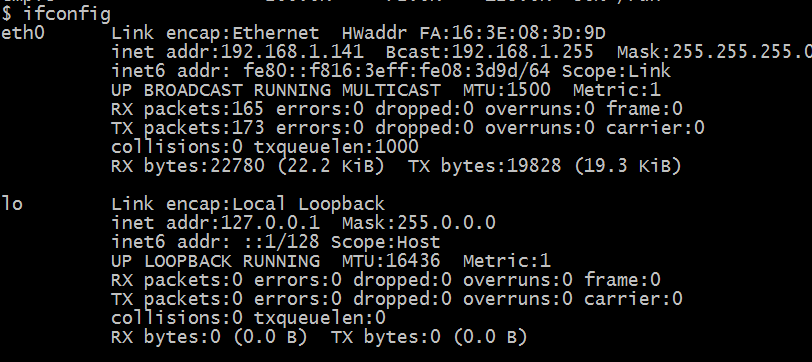 $ ifconfig
eth0      Link encap:Ethernet  HWaddr FA:16:3E:08:3D:9D
          inet addr:192.168.1.141  Bcast:192.168.1.255  Mask:255.255.255.0
          inet6 addr: fe80::f816:3eff:fe08:3d9d/64 Scope:Link
          UP BROADCAST RUNNING MULTICAST  MTU:1500  Metric:1
          RX packets:165 errors:0 dropped:0 overruns:0 frame:0
          TX packets:173 errors:0 dropped:0 overruns:0 carrier:0
          collisions:0 txqueuelen:1000
          RX bytes:22780 (22.2 KiB)  TX bytes:19828 (19.3 KiB)
lo        Link encap:Local Loopback
          inet addr:127.0.0.1  Mask:255.0.0.0
          inet6 addr: ::1/128 Scope:Host
          UP LOOPBACK RUNNING  MTU:16436  Metric:1
          RX packets:0 errors:0 dropped:0 overruns:0 frame:0
          TX packets:0 errors:0 dropped:0 overruns:0 carrier:0
          collisions:0 txqueuelen:0
          RX bytes:0 (0.0 B)  TX bytes:0 (0.0 B)